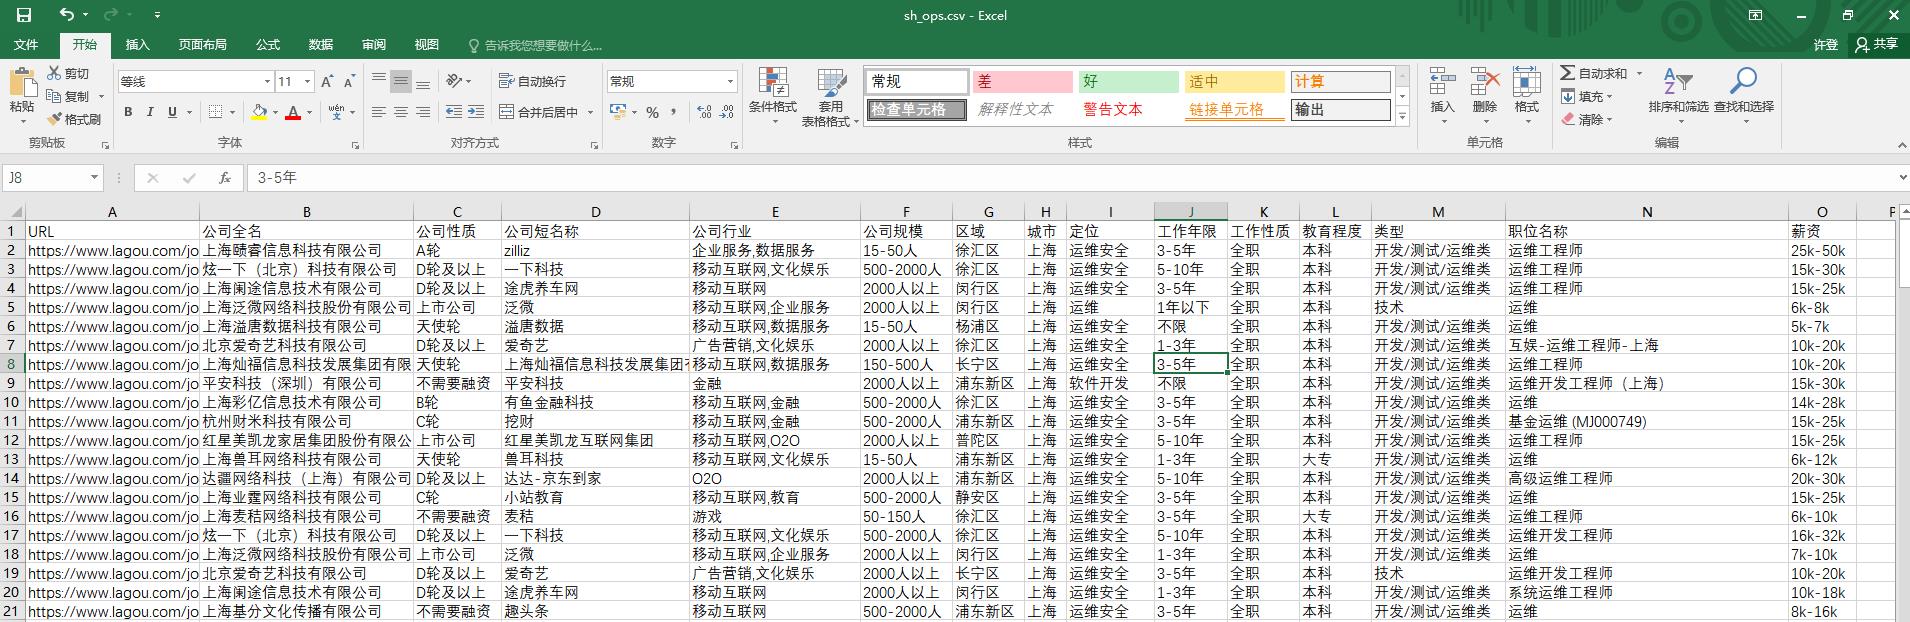 sh_ops.csv - Excel
文件 开始 插入 页面布局 公式 数据 审阅 视图 告诉我您想要做什么... 许登 共享
粘贴 剪切 复制 格式刷 剪贴板
等线 11 A A B I U A wén 字体
自动换行 合并后居中 对齐方式
常规 % , 数字
条件格式 套用表格格式 常规 差 好 适中 计算
检查单元格 解释性文本 警告文本 链接单元格 输出 样式
插入 删除 格式 单元格
自动求和 填充 清除 排序和筛选 查找和选择 编辑
J8 fx 3-5年
A B C D E F G H I J K L M N O P
1 URL 公司全名 公司性质 公司短名称 公司行业 公司规模 区域 城市 定位 工作年限 工作性质 教育程度 类型 职位名称 薪资
2 https://www.lagou.com/jo 上海赜睿信息科技有限公司 A轮 zilliz 企业服务,数据服务 15-50人 徐汇区 上海 运维安全 3-5年 全职 本科 开发/测试/运维类 运维工程师 25k-50k
3 https://www.lagou.com/jo 炫一下（北京）科技有限公司 D轮及以上 一下科技 移动互联网,文化娱乐 500-2000人 徐汇区 上海 运维安全 5-10年 全职 本科 开发/测试/运维类 运维工程师 15k-30k
4 https://www.lagou.com/jo 上海阑途信息技术有限公司 D轮及以上 途虎养车网 移动互联网 2000人以上 闵行区 上海 运维安全 3-5年 全职 本科 开发/测试/运维类 运维工程师 15k-25k
5 https://www.lagou.com/jo 上海泛微网络科技股份有限公司 上市公司 泛微 移动互联网,企业服务 2000人以上 闵行区 上海 运维 1年以下 全职 本科 技术 运维 6k-8k
6 https://www.lagou.com/jo 上海溢唐数据科技有限公司 天使轮 溢唐数据 移动互联网,数据服务 15-50人 杨浦区 上海 运维安全 不限 全职 本科 开发/测试/运维类 运维 5k-7k
7 https://www.lagou.com/jo 北京爱奇艺科技有限公司 D轮及以上 爱奇艺 广告营销,文化娱乐 2000人以上 徐汇区 上海 运维安全 1-3年 全职 本科 开发/测试/运维类 互娱-运维工程师-上海 10k-20k
8 https://www.lagou.com/jo 上海灿福信息科技发展集团有限 天使轮 上海灿福信息科技发展集团有 移动互联网,数据服务 150-500人 长宁区 上海 运维安全 3-5年 全职 本科 开发/测试/运维类 运维工程师 10k-20k
9 https://www.lagou.com/jo 平安科技（深圳）有限公司 不需要融资 平安科技 金融 2000人以上 浦东新区 上海 软件开发 不限 全职 本科 开发/测试/运维类 运维开发工程师（上海） 15k-30k
10 https://www.lagou.com/jo 上海彩亿信息技术有限公司 B轮 有鱼金融科技 移动互联网,金融 500-2000人 徐汇区 上海 运维安全 3-5年 全职 本科 开发/测试/运维类 运维 14k-28k
11 https://www.lagou.com/jo 杭州财米科技有限公司 C轮 挖财 移动互联网,金融 500-2000人 浦东新区 上海 运维安全 3-5年 全职 本科 开发/测试/运维类 基金运维 (MJ000749) 15k-25k
12 https://www.lagou.com/jo 红星美凯龙家居集团股份有限公 上市公司 红星美凯龙互联网集团 移动互联网,O2O 2000人以上 普陀区 上海 运维安全 5-10年 全职 本科 开发/测试/运维类 运维工程师 15k-25k
13 https://www.lagou.com/jo 上海兽耳网络科技有限公司 天使轮 兽耳科技 移动互联网,文化娱乐 15-50人 浦东新区 上海 运维安全 1-3年 全职 大专 开发/测试/运维类 运维 6k-12k
14 https://www.lagou.com/jo 达疆网络科技（上海）有限公司 D轮及以上 达达-京东到家 O2O 2000人以上 浦东新区 上海 运维安全 5-10年 全职 本科 开发/测试/运维类 高级运维工程师 20k-30k
15 https://www.lagou.com/jo 上海业霆网络科技有限公司 C轮 小站教育 移动互联网,教育 500-2000人 静安区 上海 运维安全 3-5年 全职 本科 开发/测试/运维类 运维 15k-25k
16 https://www.lagou.com/jo 上海麦秸网络科技有限公司 不需要融资 麦秸 游戏 50-150人 徐汇区 上海 运维安全 3-5年 全职 大专 开发/测试/运维类 运维工程师 6k-10k
17 https://www.lagou.com/jo 炫一下（北京）科技有限公司 D轮及以上 一下科技 移动互联网,文化娱乐 500-2000人 徐汇区 上海 运维安全 5-10年 全职 本科 开发/测试/运维类 运维开发工程师 16k-32k
18 https://www.lagou.com/jo 上海泛微网络科技股份有限公司 上市公司 泛微 移动互联网,企业服务 2000人以上 闵行区 上海 运维安全 1-3年 全职 本科 开发/测试/运维类 运维 7k-10k
19 https://www.lagou.com/jo 北京爱奇艺科技有限公司 D轮及以上 爱奇艺 广告营销,文化娱乐 2000人以上 长宁区 上海 运维安全 3-5年 全职 本科 技术 运维开发工程师 10k-20k
20 https://www.lagou.com/jo 上海阑途信息技术有限公司 D轮及以上 途虎养车网 移动互联网 2000人以上 闵行区 上海 运维安全 1-3年 全职 本科 开发/测试/运维类 系统运维工程师 10k-18k
21 https://www.lagou.com/jo 上海基分文化传播有限公司 不需要融资 趣头条 移动互联网 500-2000人 浦东新区 上海 运维安全 3-5年 全职 本科 开发/测试/运维类 运维 8k-16k